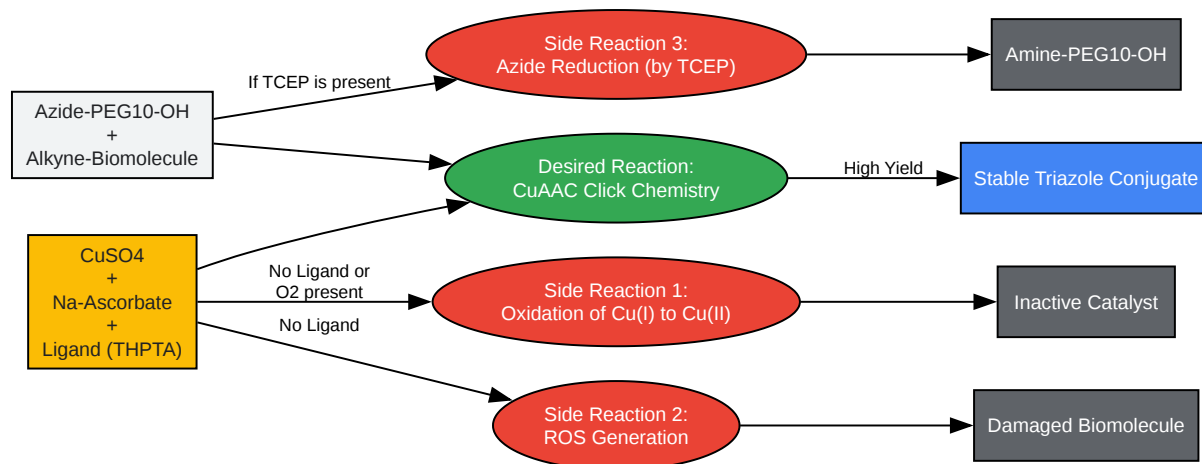 Side Reaction 3:
Azide Reduction (by TCEP)
Amine-PEG10-OH
If TCEP is present
Azide-PEG10-OH
+
Alkyne-Biomolecule
Desired Reaction:
CuAAC Click Chemistry
High Yield
Stable Triazole Conjugate
CuSO4
+
Na-Ascorbate
+
Ligand (THPTA)
No Ligand or
O2 present
Side Reaction 1:
Oxidation of Cu(I) to Cu(II)
Inactive Catalyst
No Ligand
Side Reaction 2:
ROS Generation
Damaged Biomolecule